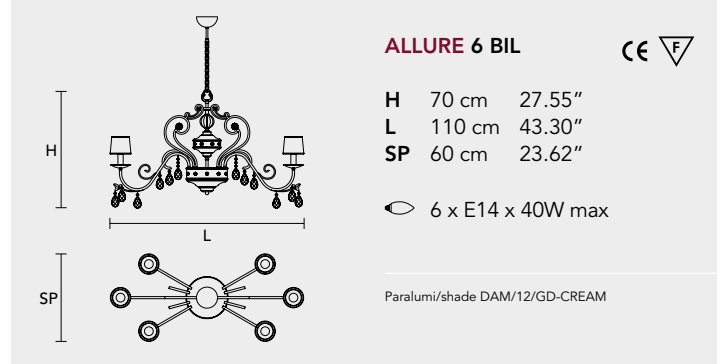 ALLURE 6 BIL
CE F
H 70 cm 27.55”
L 110 cm 43.30”
SP 60 cm 23.62”
6 x E14 x 40W max
Paralumi/shade DAM/12/GD-CREAM
H
L
SP